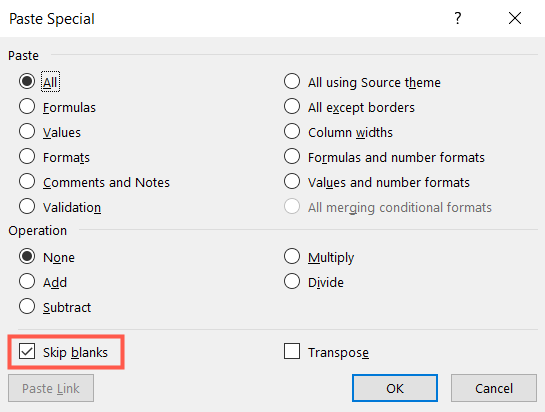 Paste Special ?
Paste
All
All using Source theme
Formulas
All except borders
Values
Column widths
Formats
Formulas and number formats
Comments and Notes
Values and number formats
Validation
All merging conditional formats
Operation
None
Multiply
Add
Divide
Subtract
Skip blanks
Transpose
Paste Link
OK
Cancel